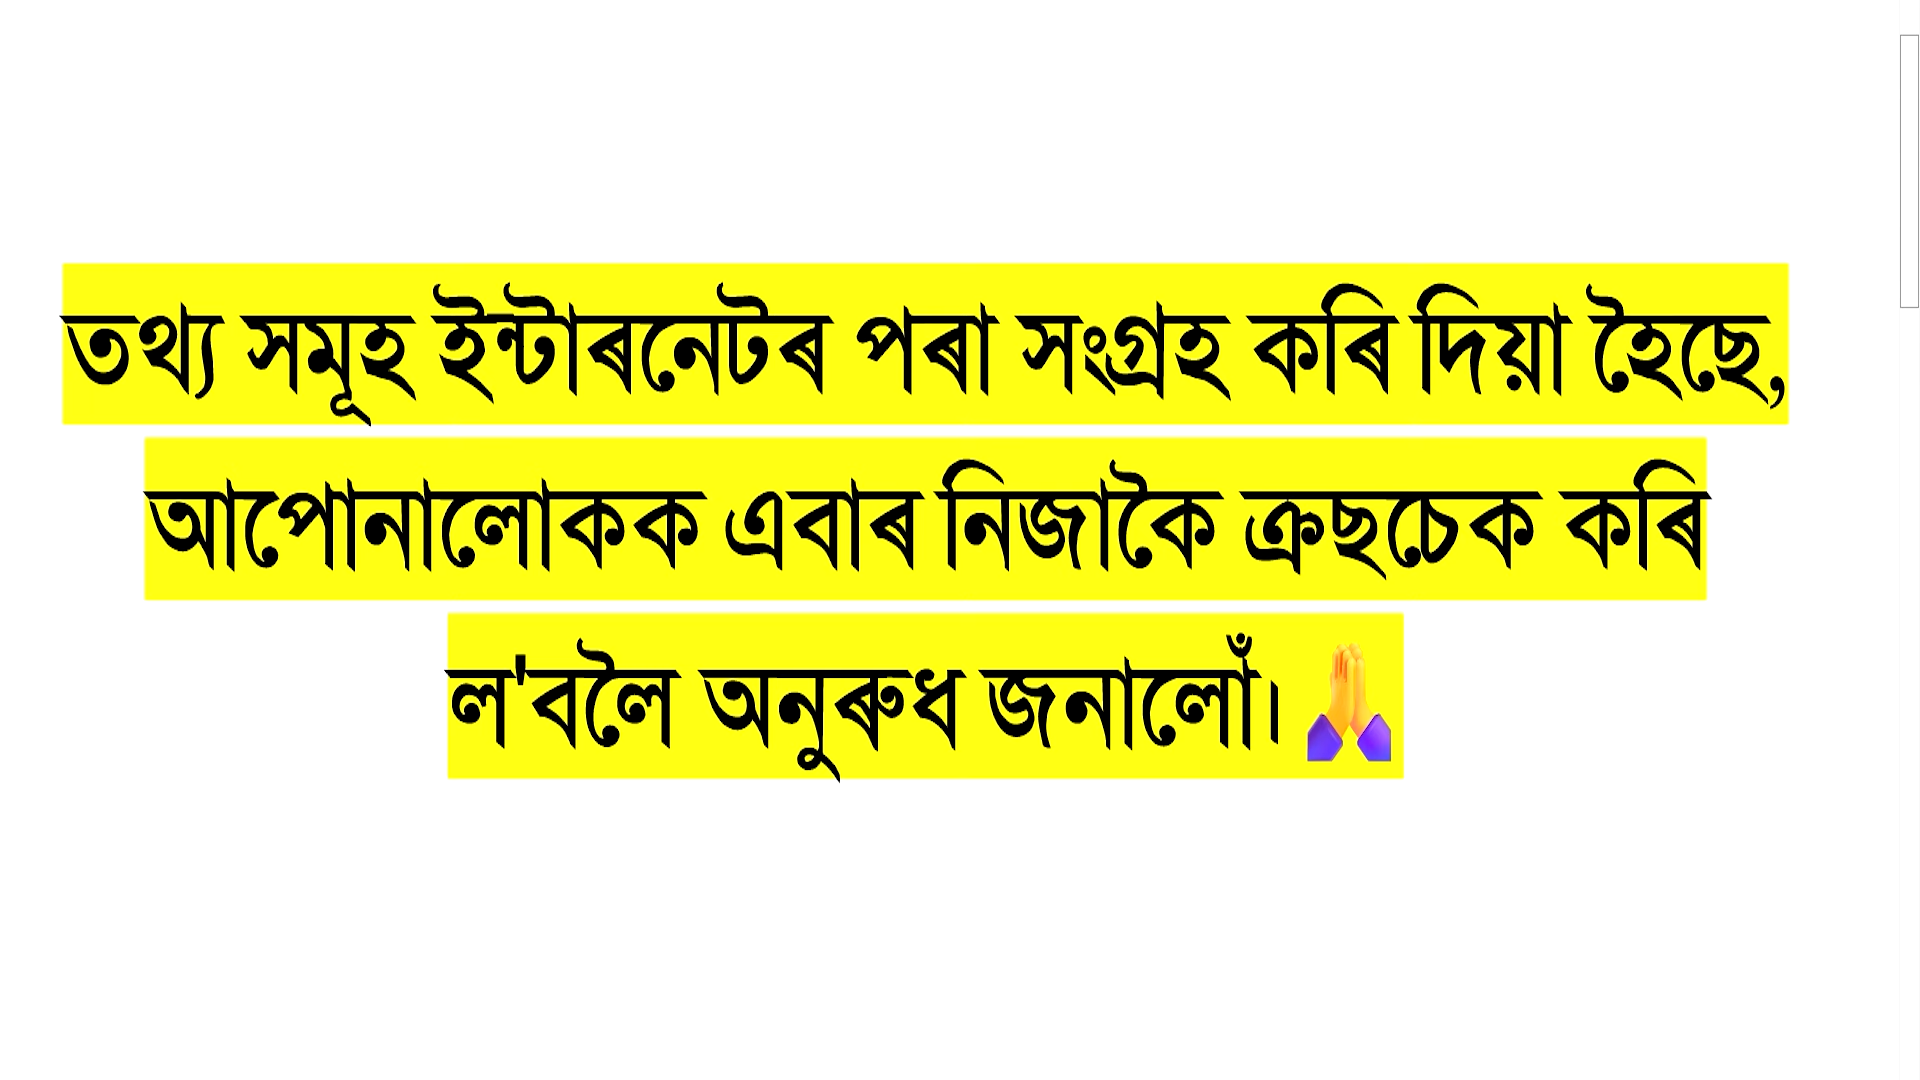 তথ্য সমূহ ইন্টাৰনেটৰ পৰা সংগ্ৰহ কৰি দিয়া হৈছে,
আপোনালোকক এবাৰ নিজাকৈ ক্ৰছচেক কৰি
ল'বলৈ অনুৰুধ জনালোঁ। 🙏